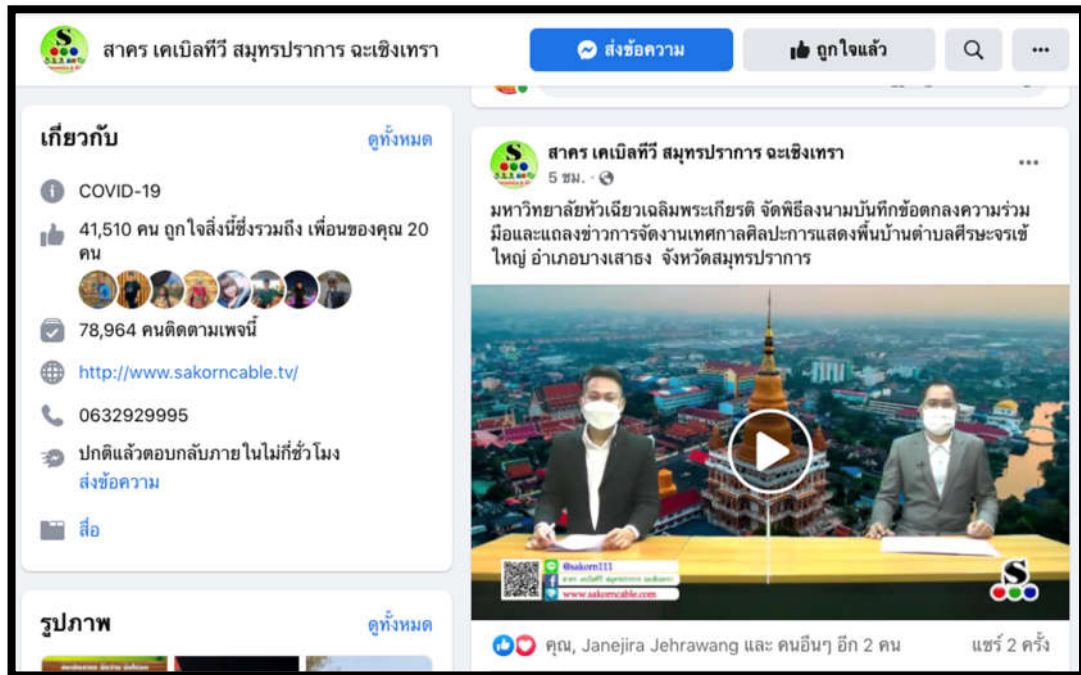 สาคร เคเบิลทีวี สมุทรปราการ ฉะเชิงเทรา
ส่งข้อความ
ถูกใจแล้ว
เกี่ยวกับ
ดูทั้งหมด
COVID-19
41,510 คน ถูกใจสิ่งนี้ซึ่งรวมถึง เพื่อนของคุณ 20
คน
78,964 คนติดตามเพจนี้
http://www.sakorncable.tv/
0632929995
ปกติแล้วตอบกลับภายในไม่กี่ชั่วโมง
ส่งข้อความ
สื่อ
รูปภาพ
ดูทั้งหมด
สาคร เคเบิลทีวี สมุทรปราการ ฉะเชิงเทรา
5 ชม.
มหาวิทยาลัยหัวเฉียวเฉลิมพระเกียรติ จัดพิธีลงนามบันทึกข้อตกลงความร่วม
มือและแถลงข่าวการจัดงานเทศกาลศิลปะการแสดงพื้นบ้านตำบลศีรษะจรเข้
ใหญ่ อำเภอบางเสาธง จังหวัดสมุทรปราการ
@sakorn111
www.sakorncable.com
S
คุณ, Janejira Jehrawang และ คนอื่นๆ อีก 2 คน
แชร์ 2 ครั้ง